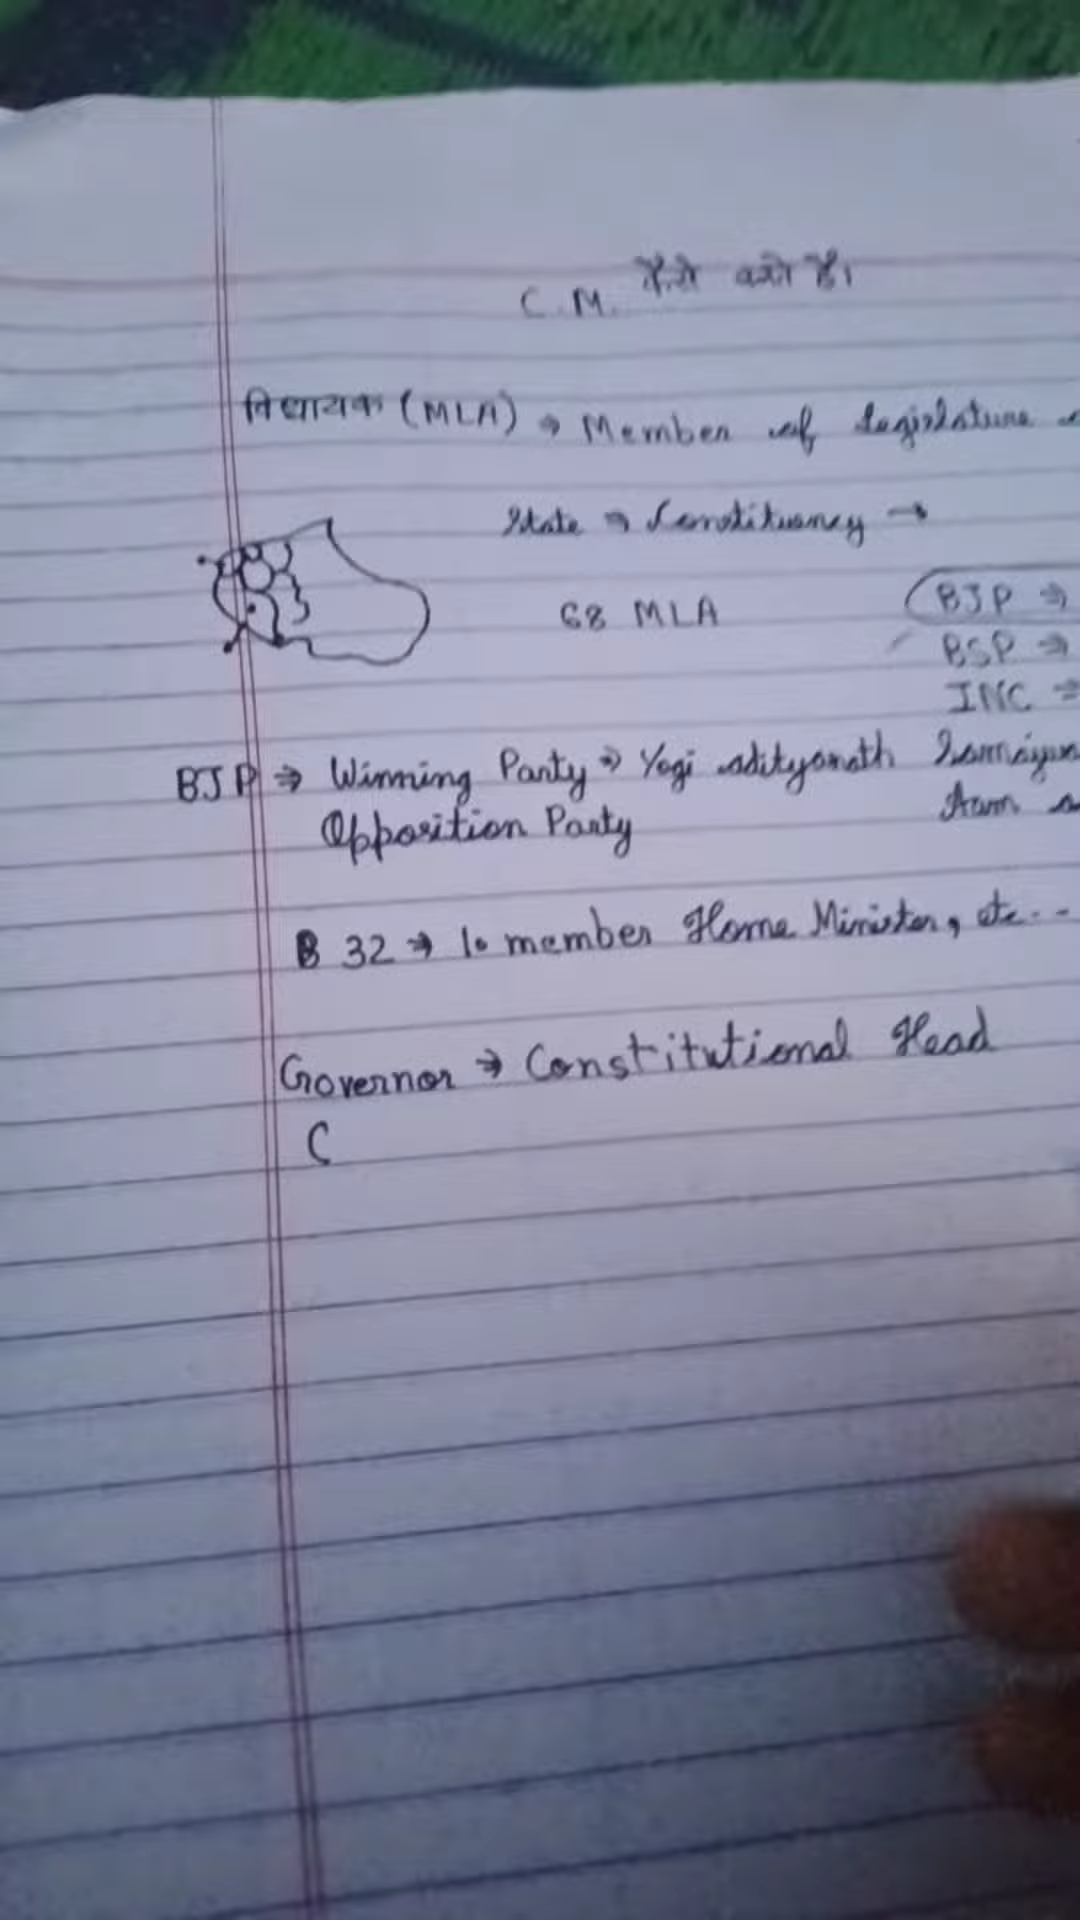 C.M. कैसे बनते हैं।
विधायक (MLA) → Member of legislature
State → Constituency →
68 MLA
BJP ⇒
BSP ⇒
INC ⇒
BJP ⇒ Winning Party ⇒ Yogi adityanath
Opposition Party
Aam
B 32 → 10 member Home Minister, etc...
Governor → Constitutional Head
C